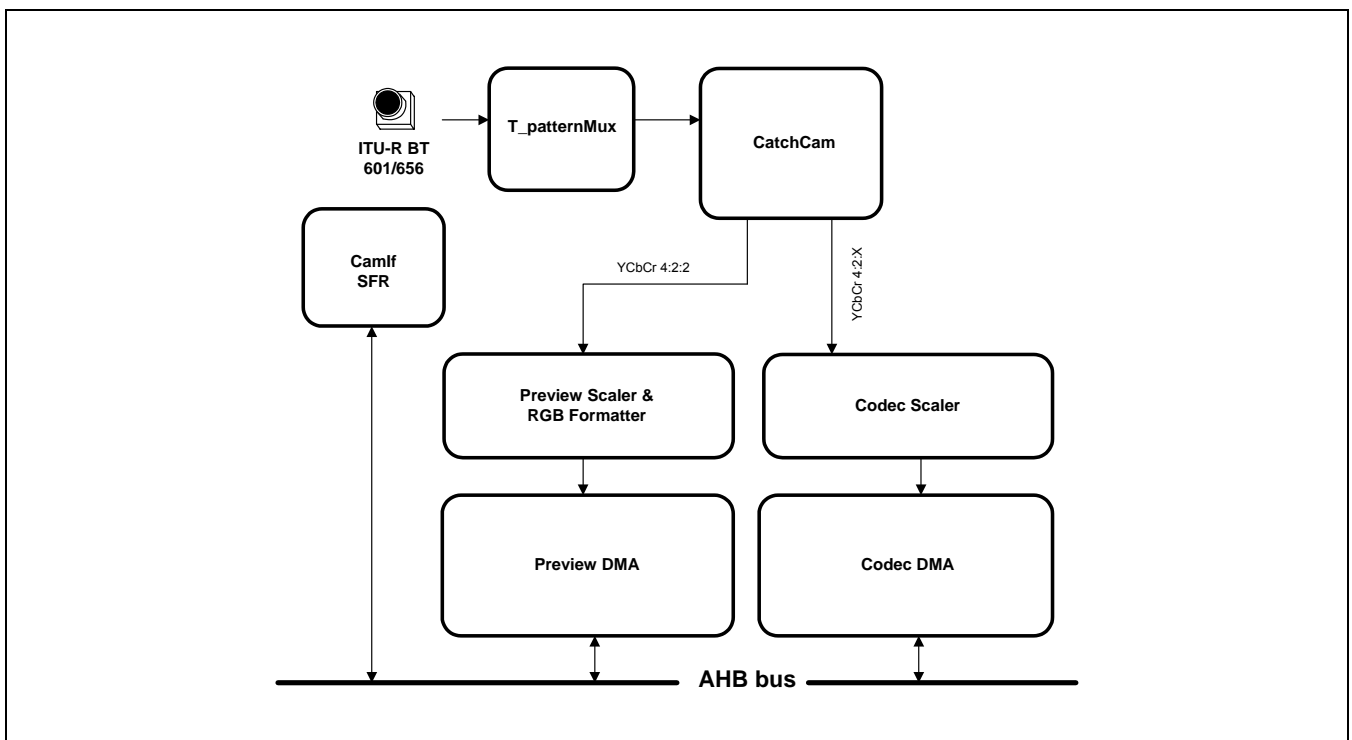 T_patternMux
CatchCam
ITU-R BT
601/656
CamIf
SFR
YCbCr 4:2:2
YCbCr 4:2:X
Preview Scaler &
RGB Formatter
Codec Scaler
Preview DMA
Codec DMA
AHB bus